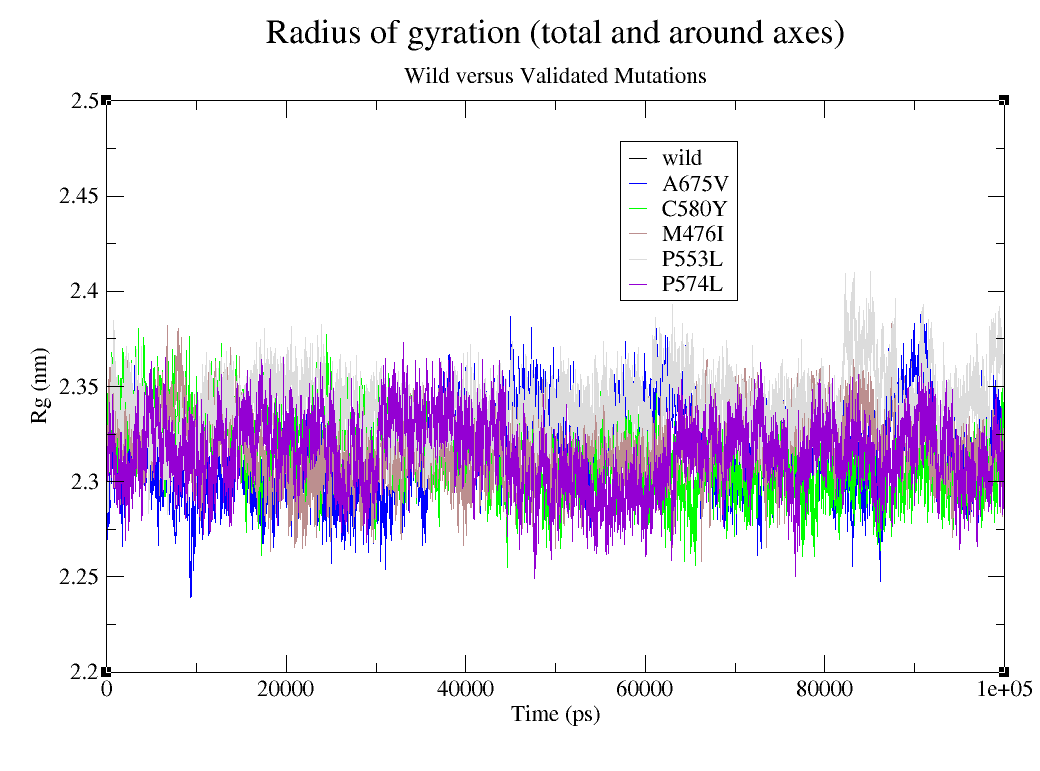 Radius of gyration (total and around axes)
Wild versus Validated Mutations
2.5
2.45
2.4
2.35
2.3
2.25
2.2
Rg (nm)
wild
A675V
C580Y
M476I
P553L
P574L
0
20000
40000
60000
80000
1e+05
Time (ps)